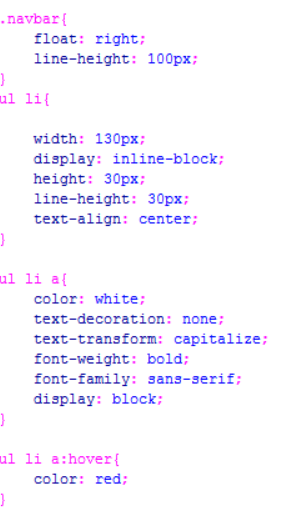 .navbar{
float: right;
line-height: 100px;
}
ul li{
width: 130px;
display: inline-block;
height: 30px;
line-height: 30px;
text-align: center;
}
ul li a{
color: white;
text-decoration: none;
text-transform: capitalize;
font-weight: bold;
font-family: sans-serif;
display: block;
}
ul li a:hover{
color: red;
}